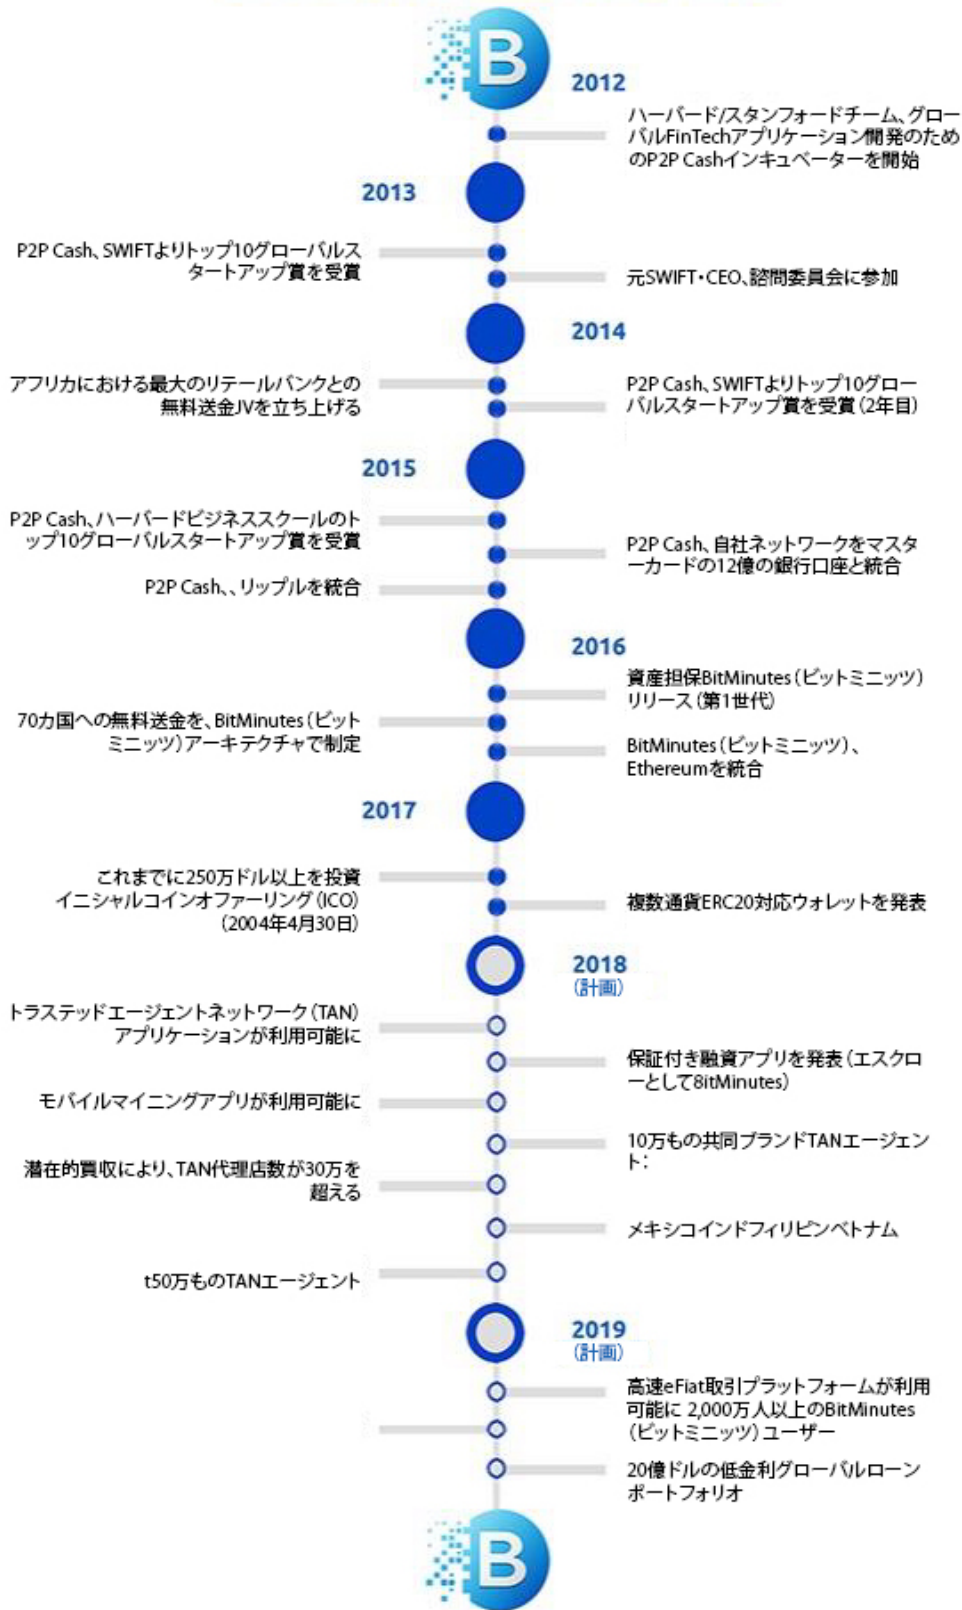 B
2012
ハーバード/スタンフォードチーム、グロー
バルFinTechアプリケーション開発のため
のP2P Cashインキュベーターを開始
2013
P2P Cash、SWIFTよりトップ10グローバルス
タートアップ賞を受賞
元SWIFT・CEO、諮問委員会に参加
2014
アフリカにおける最大のリテールバンクとの
無料送金JVを立ち上げる
P2P Cash、SWIFTよりトップ10グロー
バルスタートアップ賞を受賞（2年目）
2015
P2P Cash、ハーバードビジネススクールのト
ップ10グローバルスタートアップ賞を受賞
P2P Cash、自社ネットワークをマスタ
ーカードの12億の銀行口座と統合
P2P Cash、、リップルを統合
2016
資産担保BitMinutes（ビットミニッツ）
リリース（第1世代）
70カ国への無料送金を、BitMinutes（ビット
ミニッツ）アーキテクチャで制定
BitMinutes（ビットミニッツ）、
Ethereumを統合
2017
これまでに250万ドル以上を投資
イニシャルコインオファーリング（ICO）
（2004年4月30日）
複数通貨ERC20対応ウォレットを発表
2018
（計画）
トラステッドエージェントネットワーク（TAN）
アプリケーションが利用可能に
保証付き融資アプリを発表（エスクロ
ーとして8itMinutes）
モバイルマイニングアプリが利用可能に
10万もの共同ブランドTANエージェン
ト：
潜在的買収により、TAN代理店数が30万を
超える
メキシコインドフィリピンベトナム
t50万ものTANエージェント
2019
（計画）
高速eFiat取引プラットフォームが利用
可能に 2,000万人以上のBitMinutes
（ビットミニッツ）ユーザー
20億ドルの低金利グローバルローン
ポートフォリオ
B